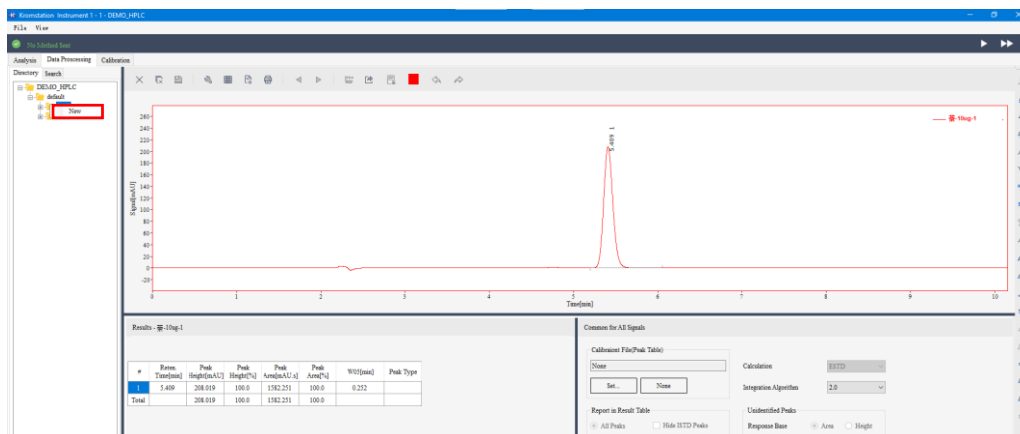 Kromstation Instrument 1 - 1 - DEMO_HPLC
File View
No Method Sent
Analysis Data Processing Calibration
Directory Search
DEMO_HPLC
default
New
萘-10ug-1
5.409 1
Signal[mAU]
260
220
200
180
160
140
120
100
80
60
40
20
0
-20
0 1 2 3 4 5 6 7 8 9 10
Time[min]
Results - 萘-10ug-1
# Reten. Time[min] Peak Height[mAU] Peak Height[%] Peak Area[mAU.s] Peak Area[%] W05[min] Peak Type
1 5.409 208.019 100.0 1582.251 100.0 0.252
Total 208.019 100.0 1582.251 100.0
Common for All Signals
Calibraiont File(Peak Table)
None
Set... None
Calculation ESTD
Integration Algorithm 2.0
Report in Result Table
All Peaks Hide ISTD Peaks
Unidentified Peaks
Response Base Area Height